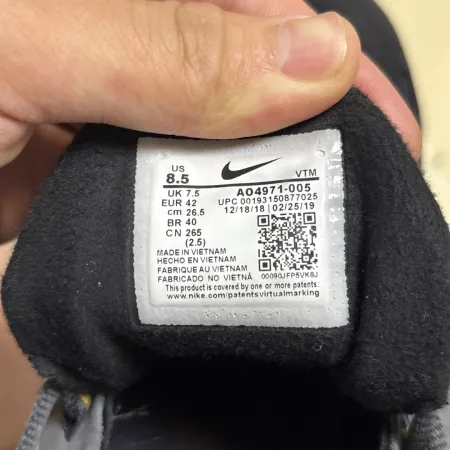 US
8.5
VTM
UK 7.5
EUR 42
cm 26.5
BR 40
CN 265
(2.5)
AO4971-005
UPC 00193150877025
12/18/18 | 02/25/19
MADE IN VIETNAM
HECHO EN VIETNAM
FABRIQUE AU VIETNAM
FABRICADO NO VIETNÃ
00090JFP5VK8J
This product is covered by one or more patents:
www.nike.com/patentsvirtualmarking